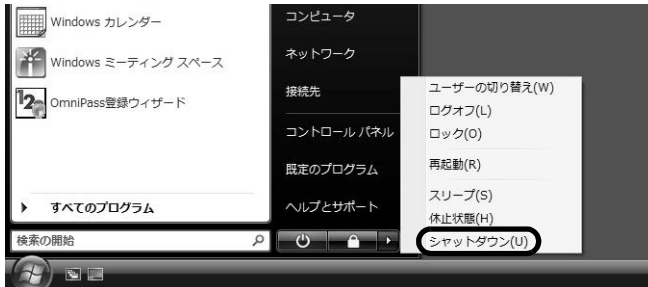 Windows カレンダー
Windows ミーティング スペース
OmniPass登録ウィザード
すべてのプログラム
検索の開始
コンピュータ
ネットワーク
接続先
コントロール パネル
既定のプログラム
ヘルプとサポート
ユーザーの切り替え(W)
ログオフ(L)
ロック(O)
再起動(R)
スリープ(S)
休止状態(H)
シャットダウン(U)